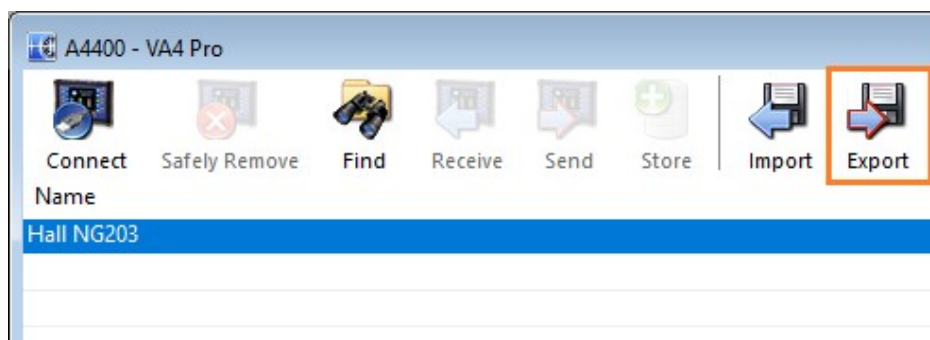 A4400 - VA4 Pro
Connect Safely Remove Find Receive Send Store Import Export
Name
Hall NG203